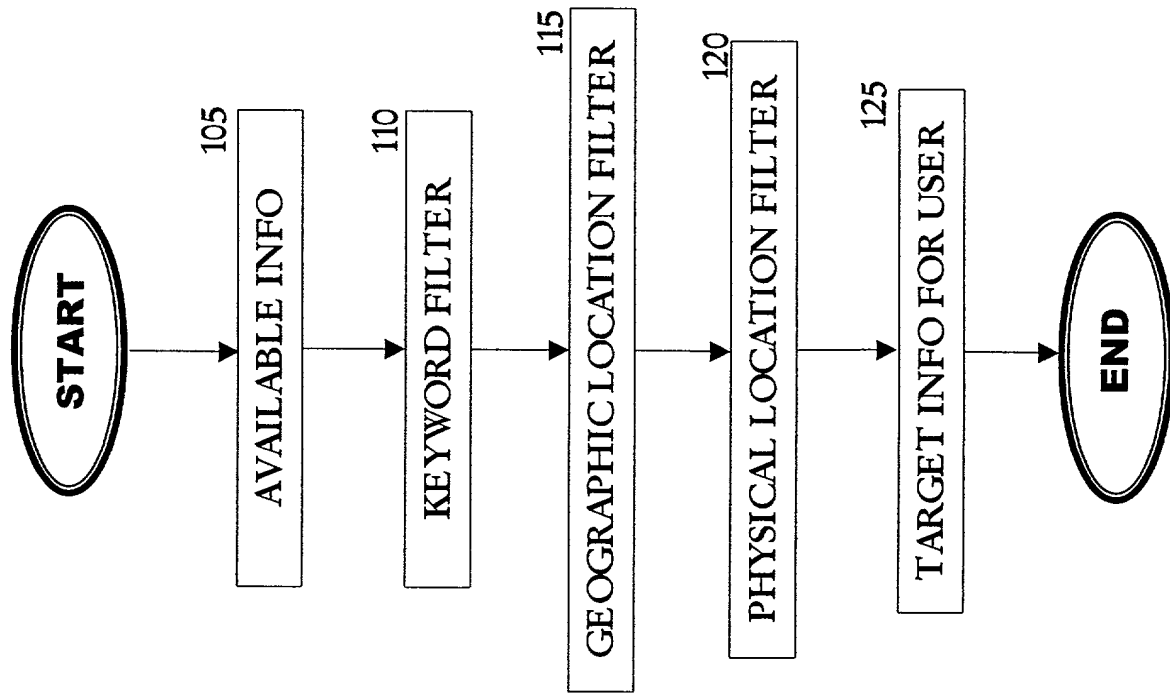 START
105
AVAILABLE INFO
110
KEYWORD FILTER
115
GEOGRAPHIC LOCATION FILTER
120
PHYSICAL LOCATION FILTER
125
TARGET INFO FOR USER
END